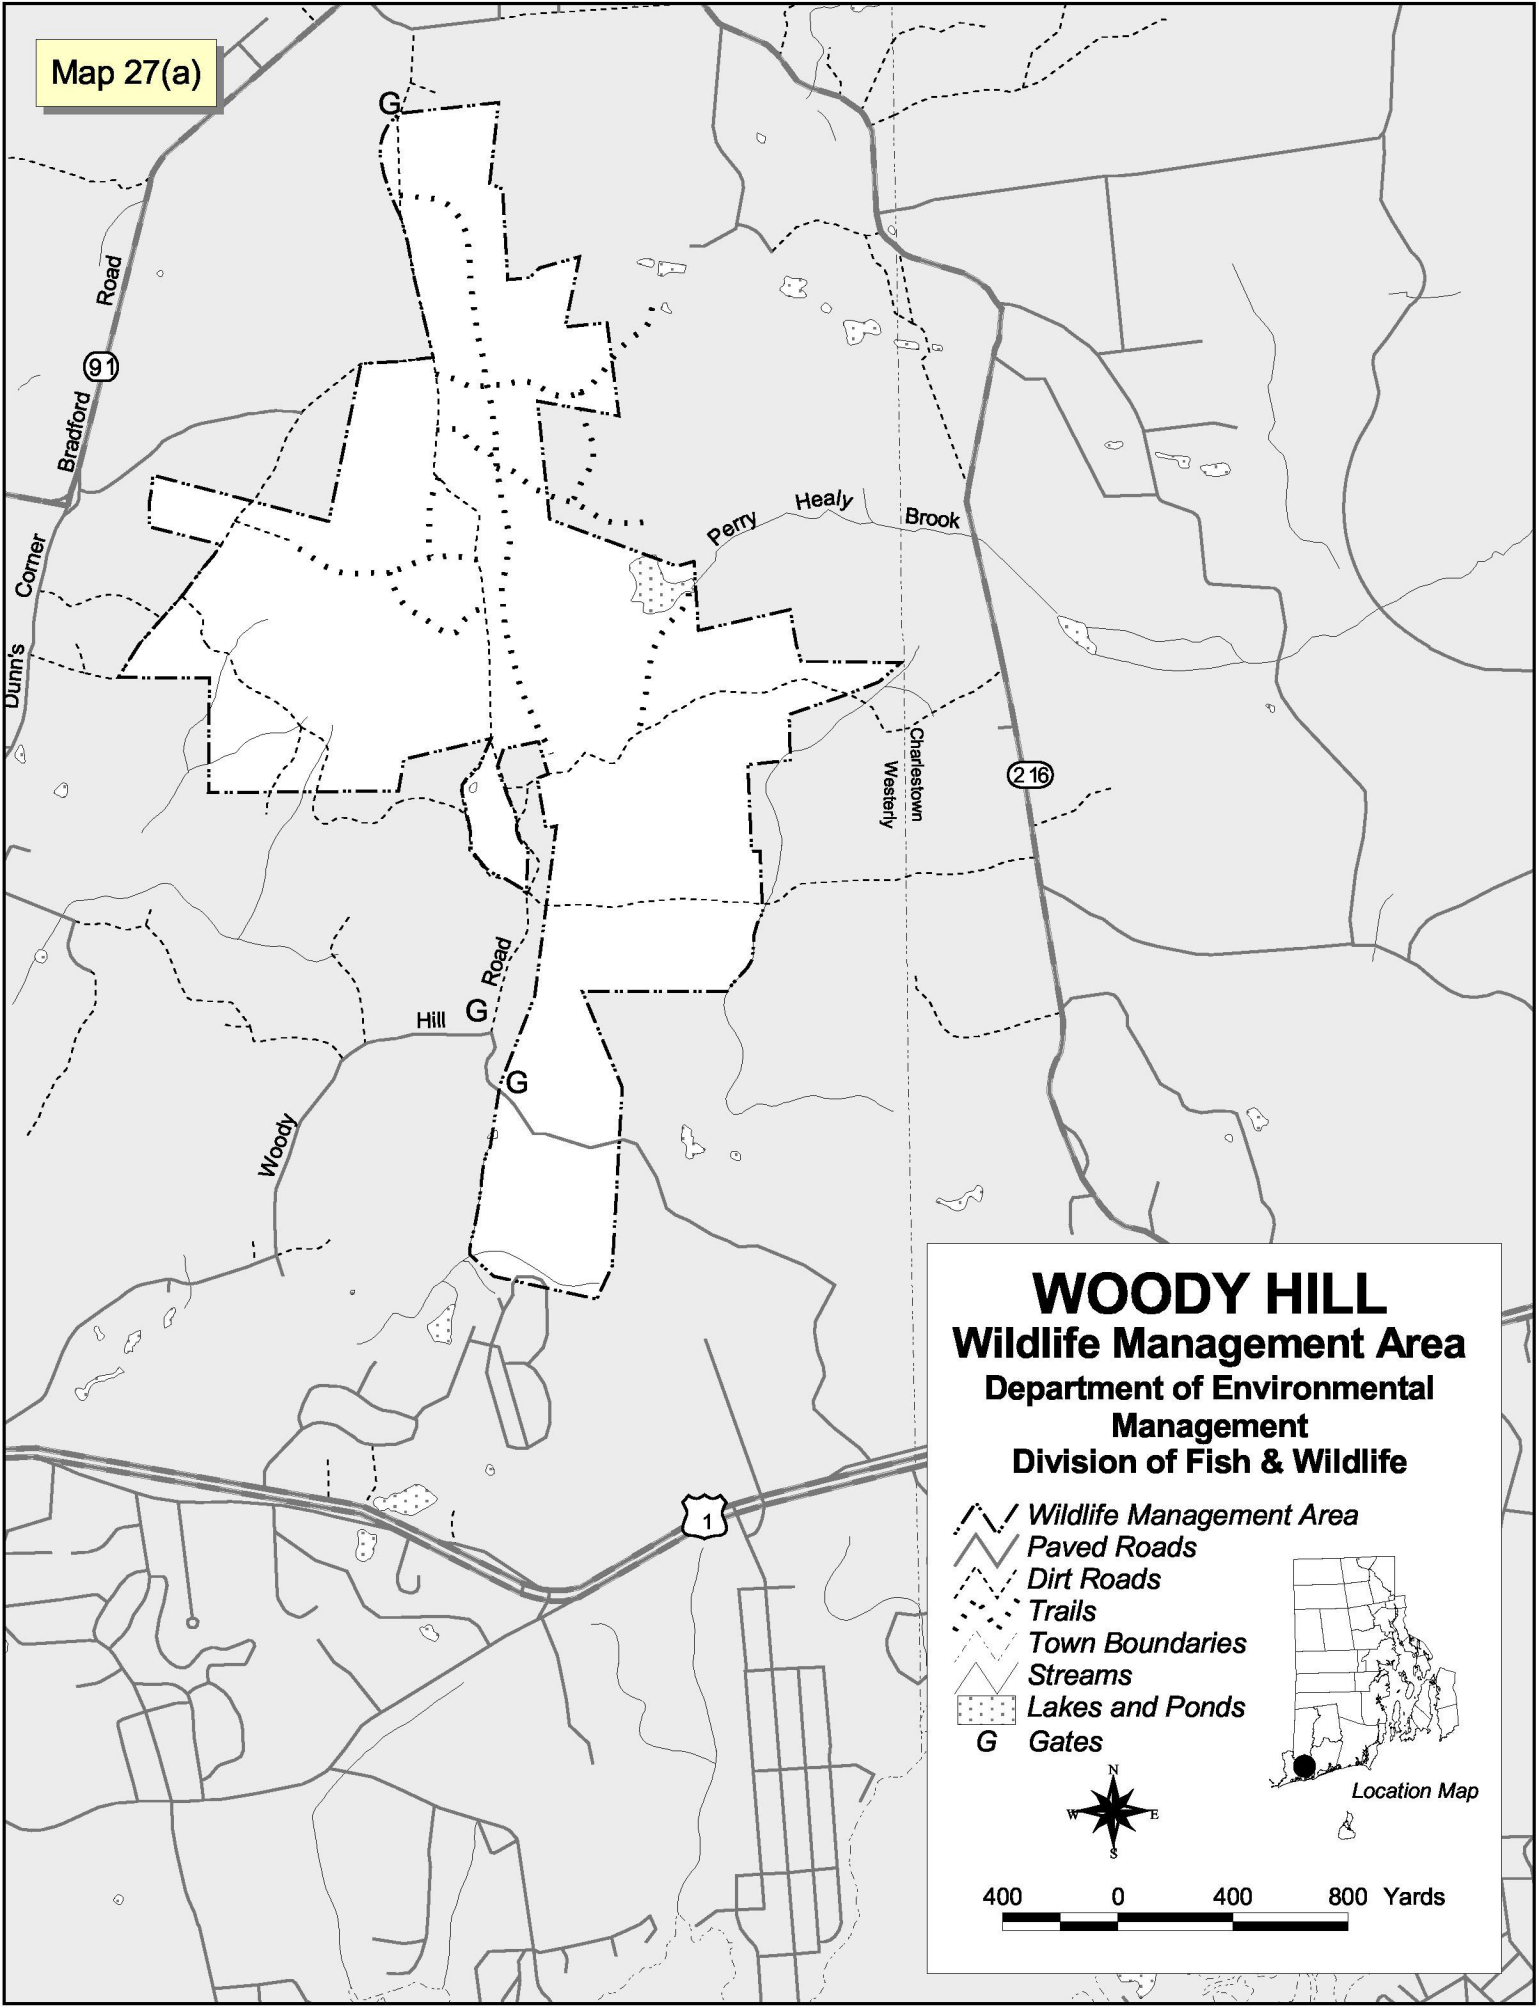 Map 27(a)
G
Road
91
Bradford
Corner
Dunn's
Perry
Healy
Brook
Charlestown
Westerly
216
Road
G
Hill
G
Woody
1
WOODY HILL
Wildlife Management Area
Department of Environmental
Management
Division of Fish & Wildlife
Wildlife Management Area
Paved Roads
Dirt Roads
Trails
Town Boundaries
Streams
Lakes and Ponds
G Gates
N
W E
S
Location Map
400 0 400 800 Yards